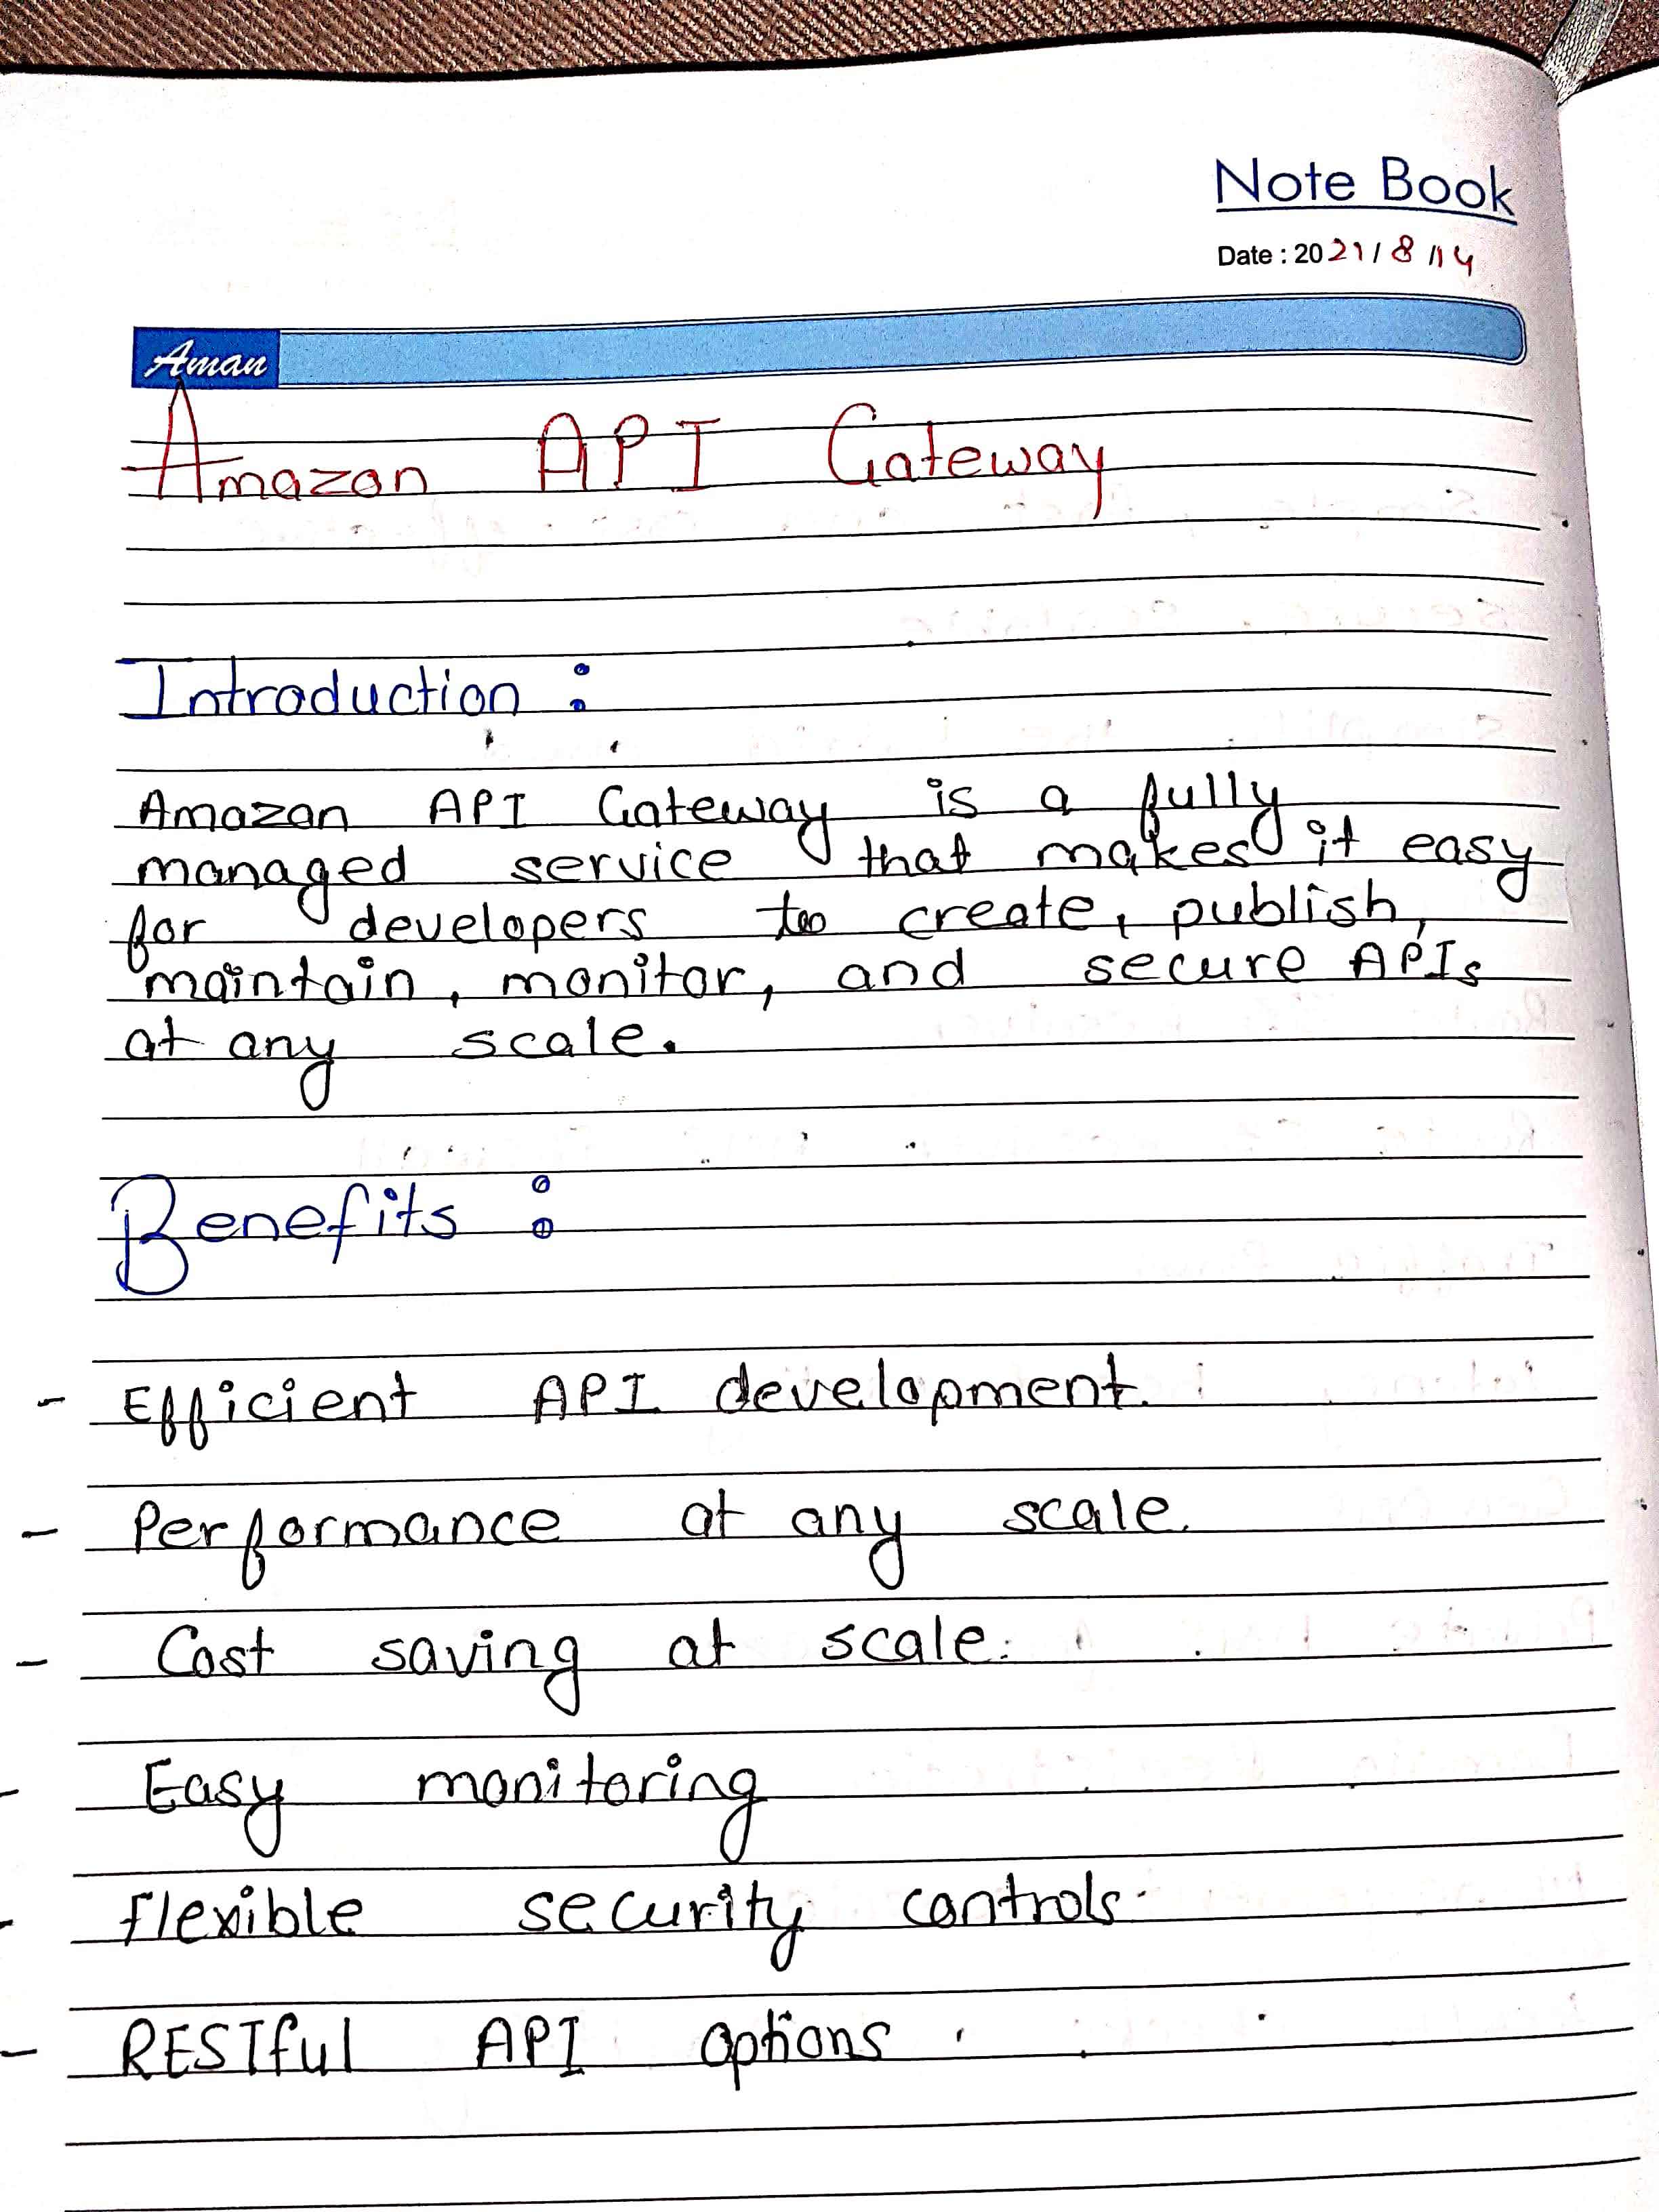 Note Book
Date : 2021/8/14
Aman
Amazon API Gateway
Introduction :
Amazon API Gateway is a fully
managed service that makes it easy
for developers to create, publish,
maintain, monitor, and secure APIs
at any scale.
Benefits :
- Efficient API development.
- Performance at any scale.
- Cost saving at scale.
- Easy monitoring
- flexible security controls.
- RESTful API options.